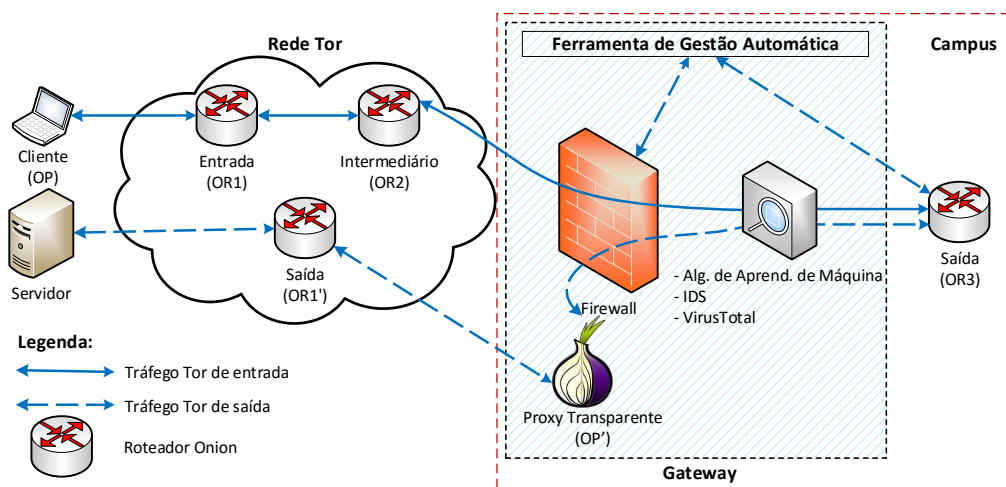 Rede Tor
Ferramenta de Gestão Automática
Campus
Cliente
(OP)
Entrada
(OR1)
Intermediário
(OR2)
Servidor
Saída
(OR1')
Firewall
- Alg. de Aprend. de Máquina
- IDS
- VirusTotal
Saída
(OR3)
Legenda:
Tráfego Tor de entrada
Tráfego Tor de saída
Roteador Onion
Proxy Transparente
(OP’)
Gateway